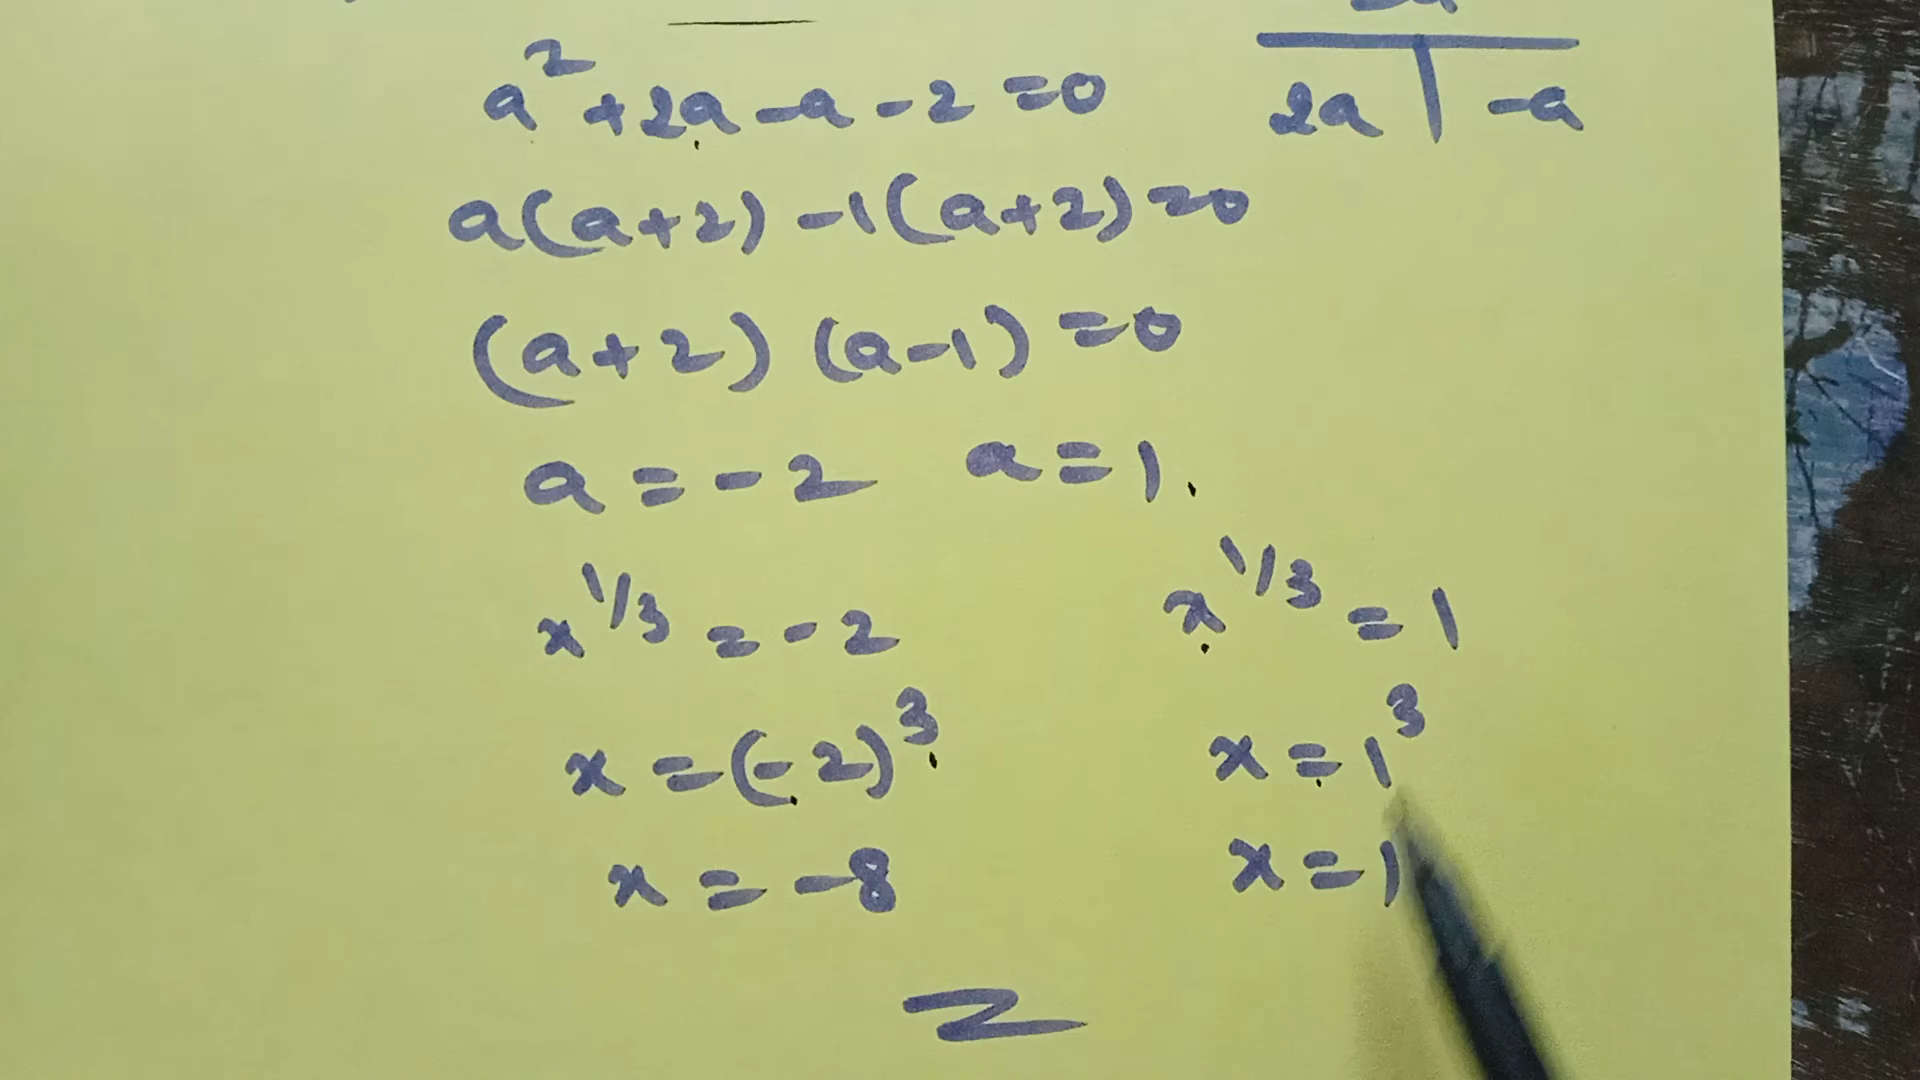 a² + 2a - a - 2 = 0
2a | -a
a(a+2) - 1(a+2) = 0
(a+2) (a-1) = 0
a = -2 a = 1
x^1/3 = -2 x^1/3 = 1
x = (-2)³ x = 1³
x = -8 x = 1